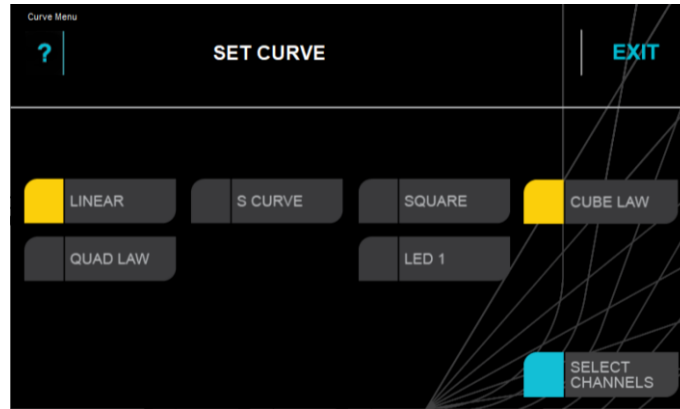 Curve Menu
? SET CURVE EXIT
LINEAR S CURVE SQUARE CUBE LAW
QUAD LAW LED 1
SELECT
CHANNELS